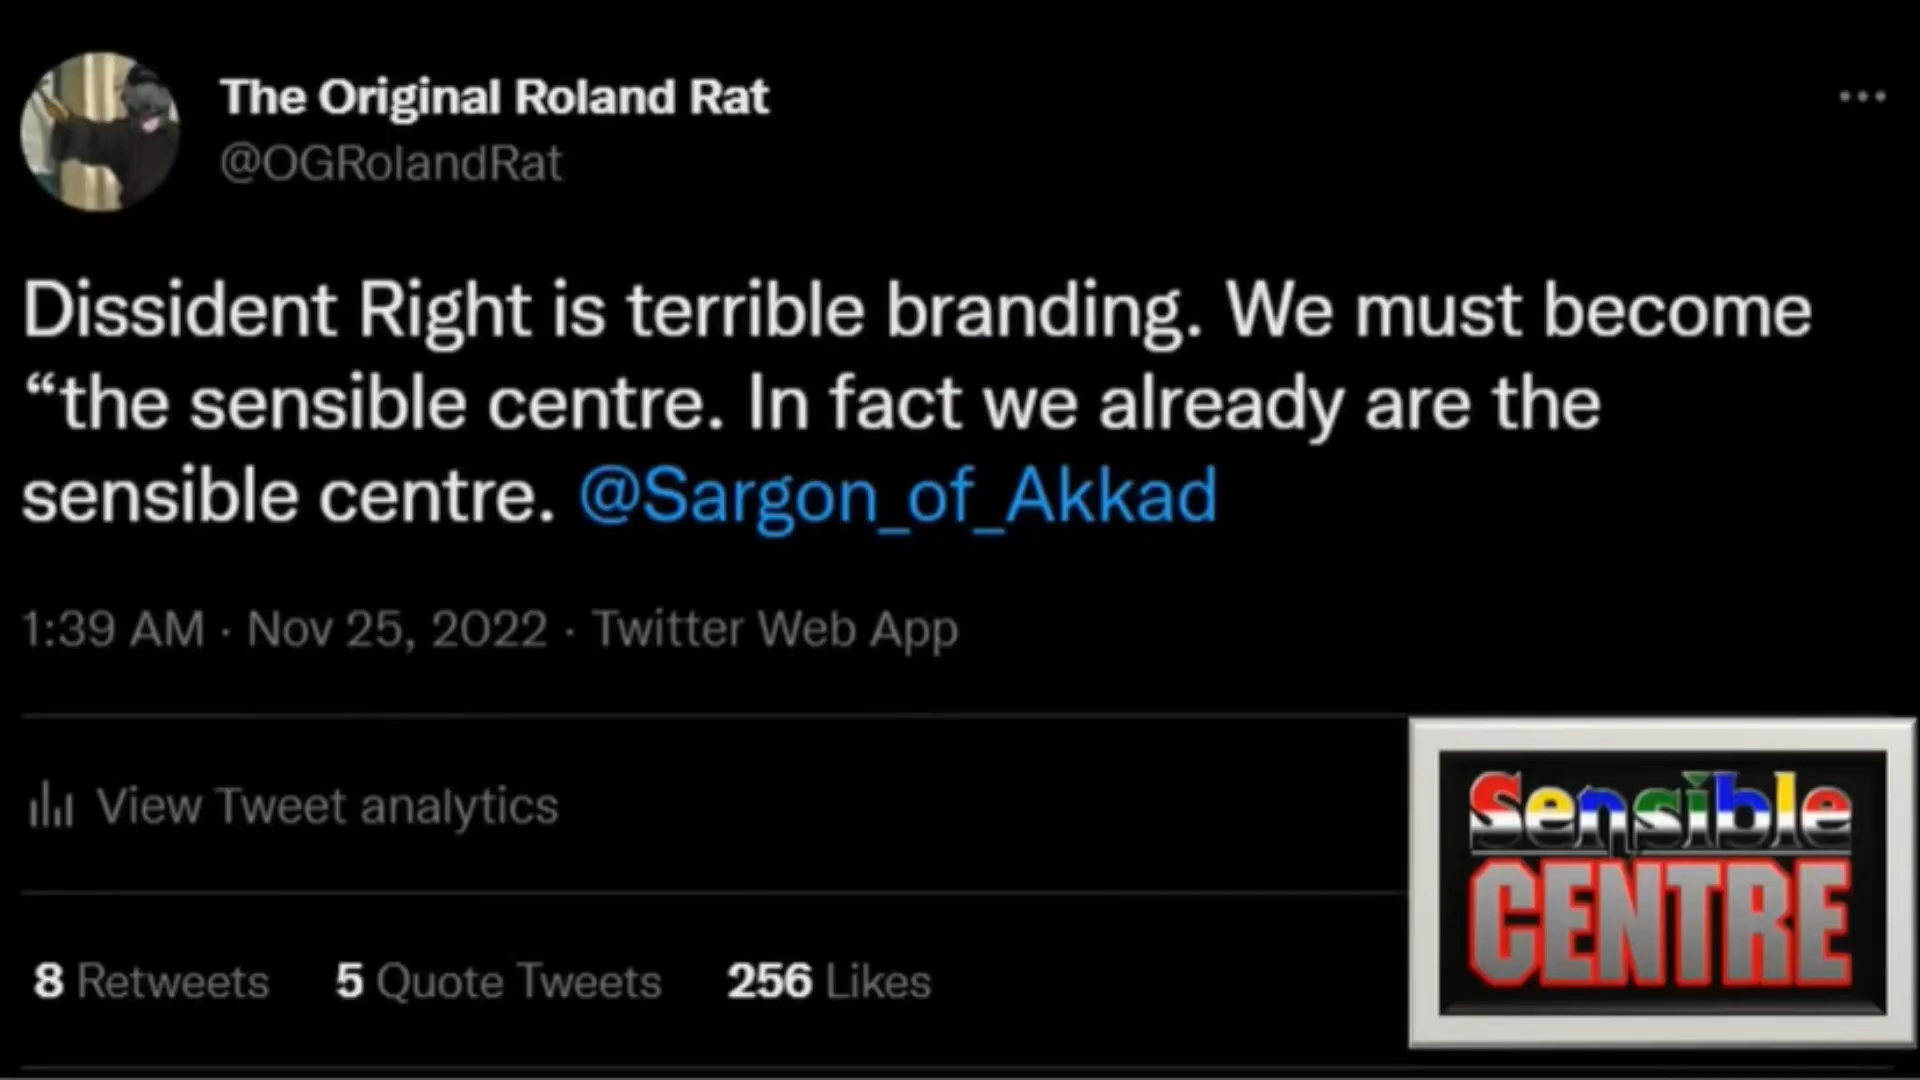 The Original Roland Rat
@OGRolandRat
Dissident Right is terrible branding. We must become
“the sensible centre. In fact we already are the
sensible centre. @Sargon_of_Akkad
1:39 AM · Nov 25, 2022 · Twitter Web App
View Tweet analytics
8 Retweets 5 Quote Tweets 256 Likes
Sensible
CENTRE